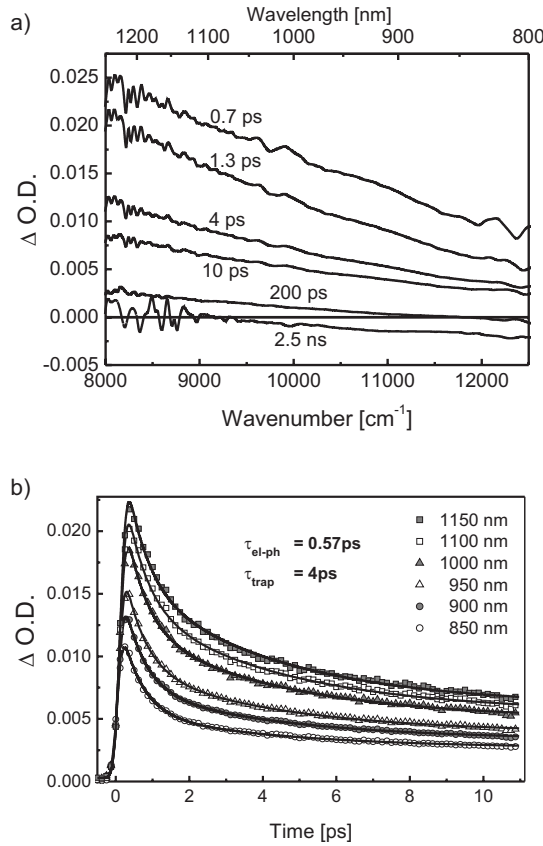 a)
Wavelength [nm]
1200 1100 1000 900 800
Δ O.D.
0.025
0.020
0.015
0.010
0.005
0.000
-0.005
0.7 ps
1.3 ps
4 ps
10 ps
200 ps
2.5 ns
8000 9000 10000 11000 12000
Wavenumber [cm⁻¹]
b)
Δ O.D.
0.020
0.015
0.010
0.005
0.000
τel-ph = 0.57ps
τtrap = 4ps
1150 nm
1100 nm
1000 nm
950 nm
900 nm
850 nm
0 2 4 6 8 10
Time [ps]